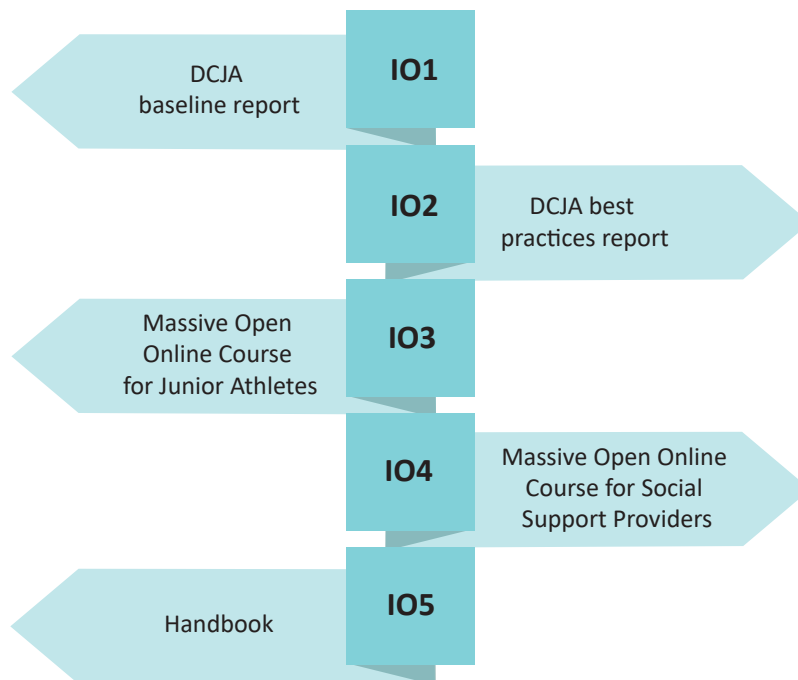 IO1
DCJA
baseline report
IO2
DCJA best
practices report
IO3
Massive Open
Online Course
for Junior Athletes
IO4
Massive Open Online
Course for Social
Support Providers
IO5
Handbook